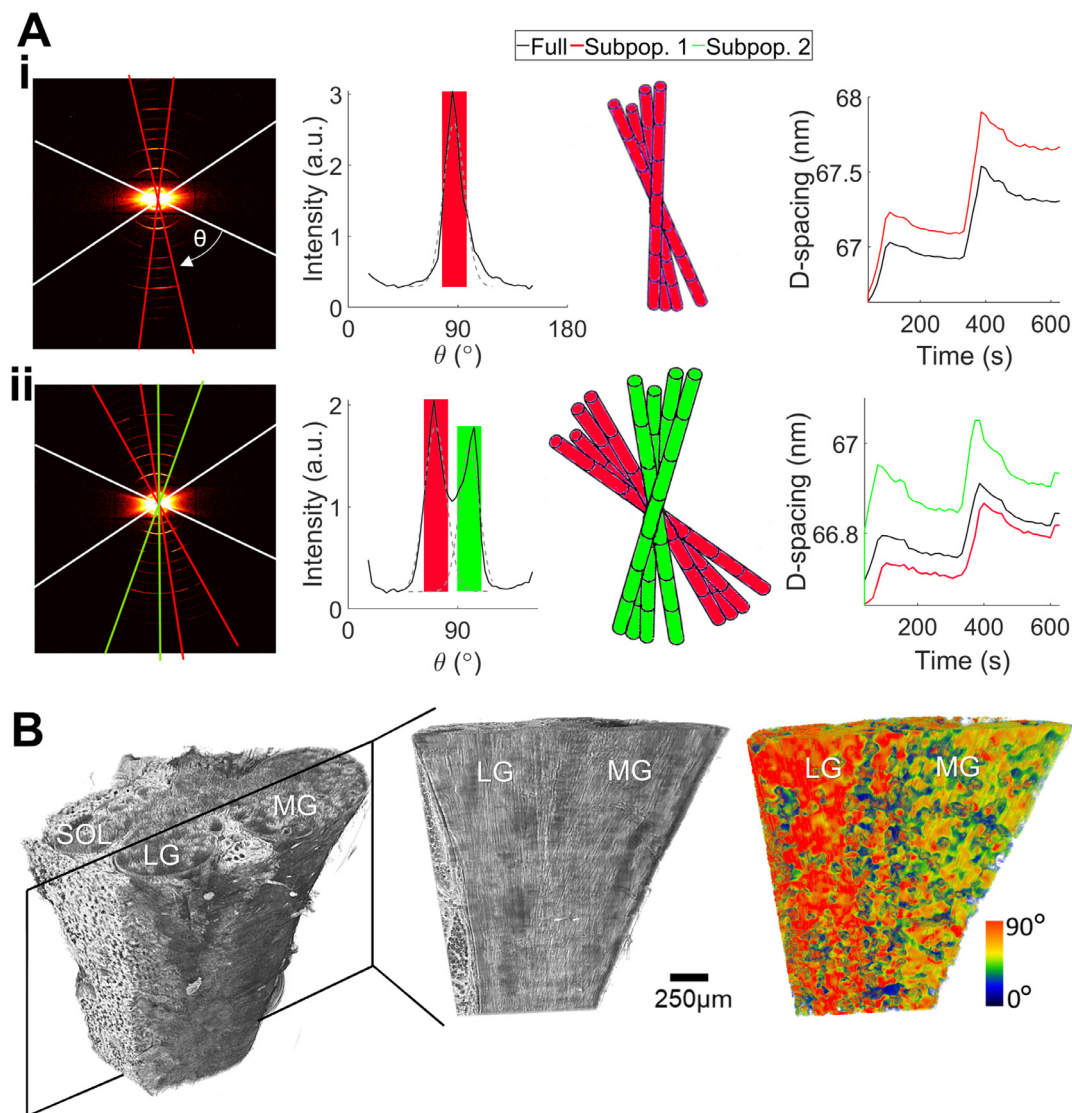 A
Full Subpop. 1 Subpop. 2
i
θ
Intensity (a.u.)
3
2
1
0
0 90 180
θ (°)
D-spacing (nm)
68
67.5
67
200 400 600
Time (s)
ii
Intensity (a.u.)
2
1
0
0 90
θ (°)
D-spacing (nm)
67
66.8
200 400 600
Time (s)
B
SOL LG MG
LG MG
250μm
LG MG
90°
0°